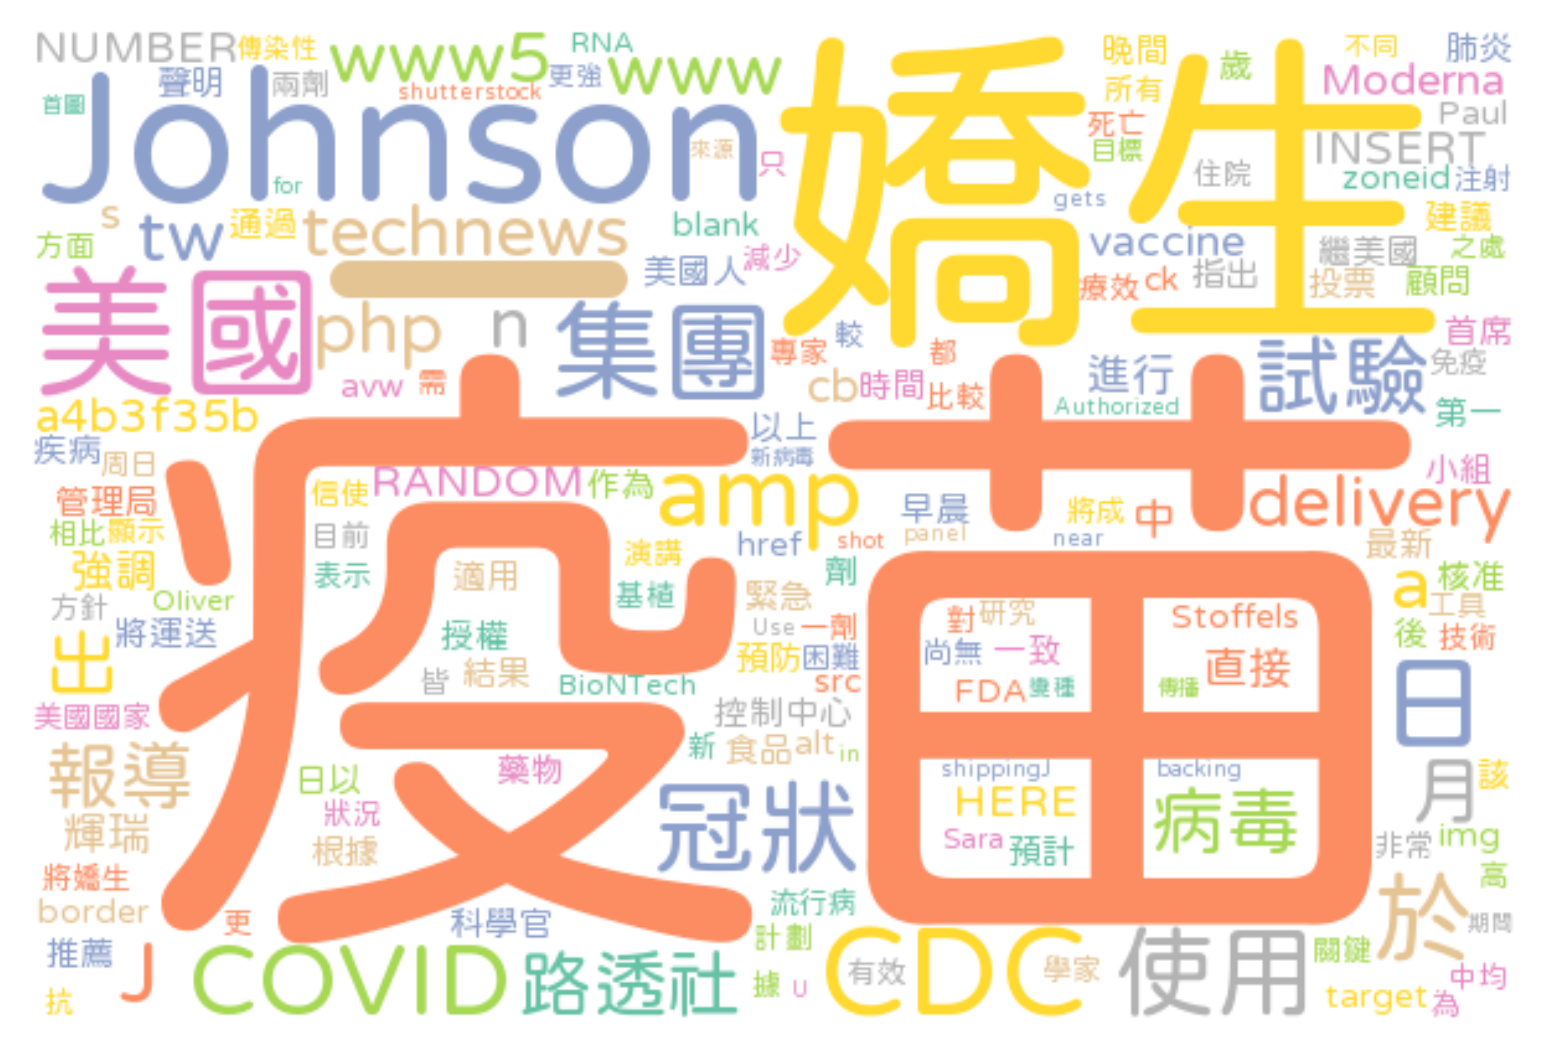 NUMBER 傳染性 www5 RNA 更強 www 嬌生 晚間 不同 肺炎
聲明 兩劑 shutterstock 所有 歲 Moderna
首圖 Johnson 來源 只 死亡 目標 住院 Paul INSERT
for gets zoneid 注射
s tw 通過 technews blank vaccine 建議
方面 美國人 減少 療效 ck 指出 繼美國 之處 投票 顧問
美國 php n 集團 專家 較 都 首席
avw 需 cb 時間 比較 進行 試驗 免疫
a4b3f35b Authorized 第一
疫苗
疾病 周日 以上 新病毒 小組
管理局 信使 RANDOM 作為 amp 早晨 將成 中 delivery
相比 顯示 目前 href shot panel near 最新
強調 表示 適用 演講 基植 緊急 劑 a 核准
方針 Oliver Use 一劑 對 研究 Stoffels 工具
出 將運送 授權 預防 困難 尚無 一致 直接 後 技術
皆 結果 BioNTech src FDA 變種 傳播 日
美國國家 控制中心
報導 藥物 新 食品 alt in
日以 shippingJ backing 月 該
輝瑞 狀況 冠狀 HERE 病毒
根據 Sara 預計 非常 img
將嬌生 高
border 更 科學官 流行病 於 期間
推薦 J COVID 路透社 計劃 CDC 有效 學家 使用 關鍵
抗 據 U target 中均 為